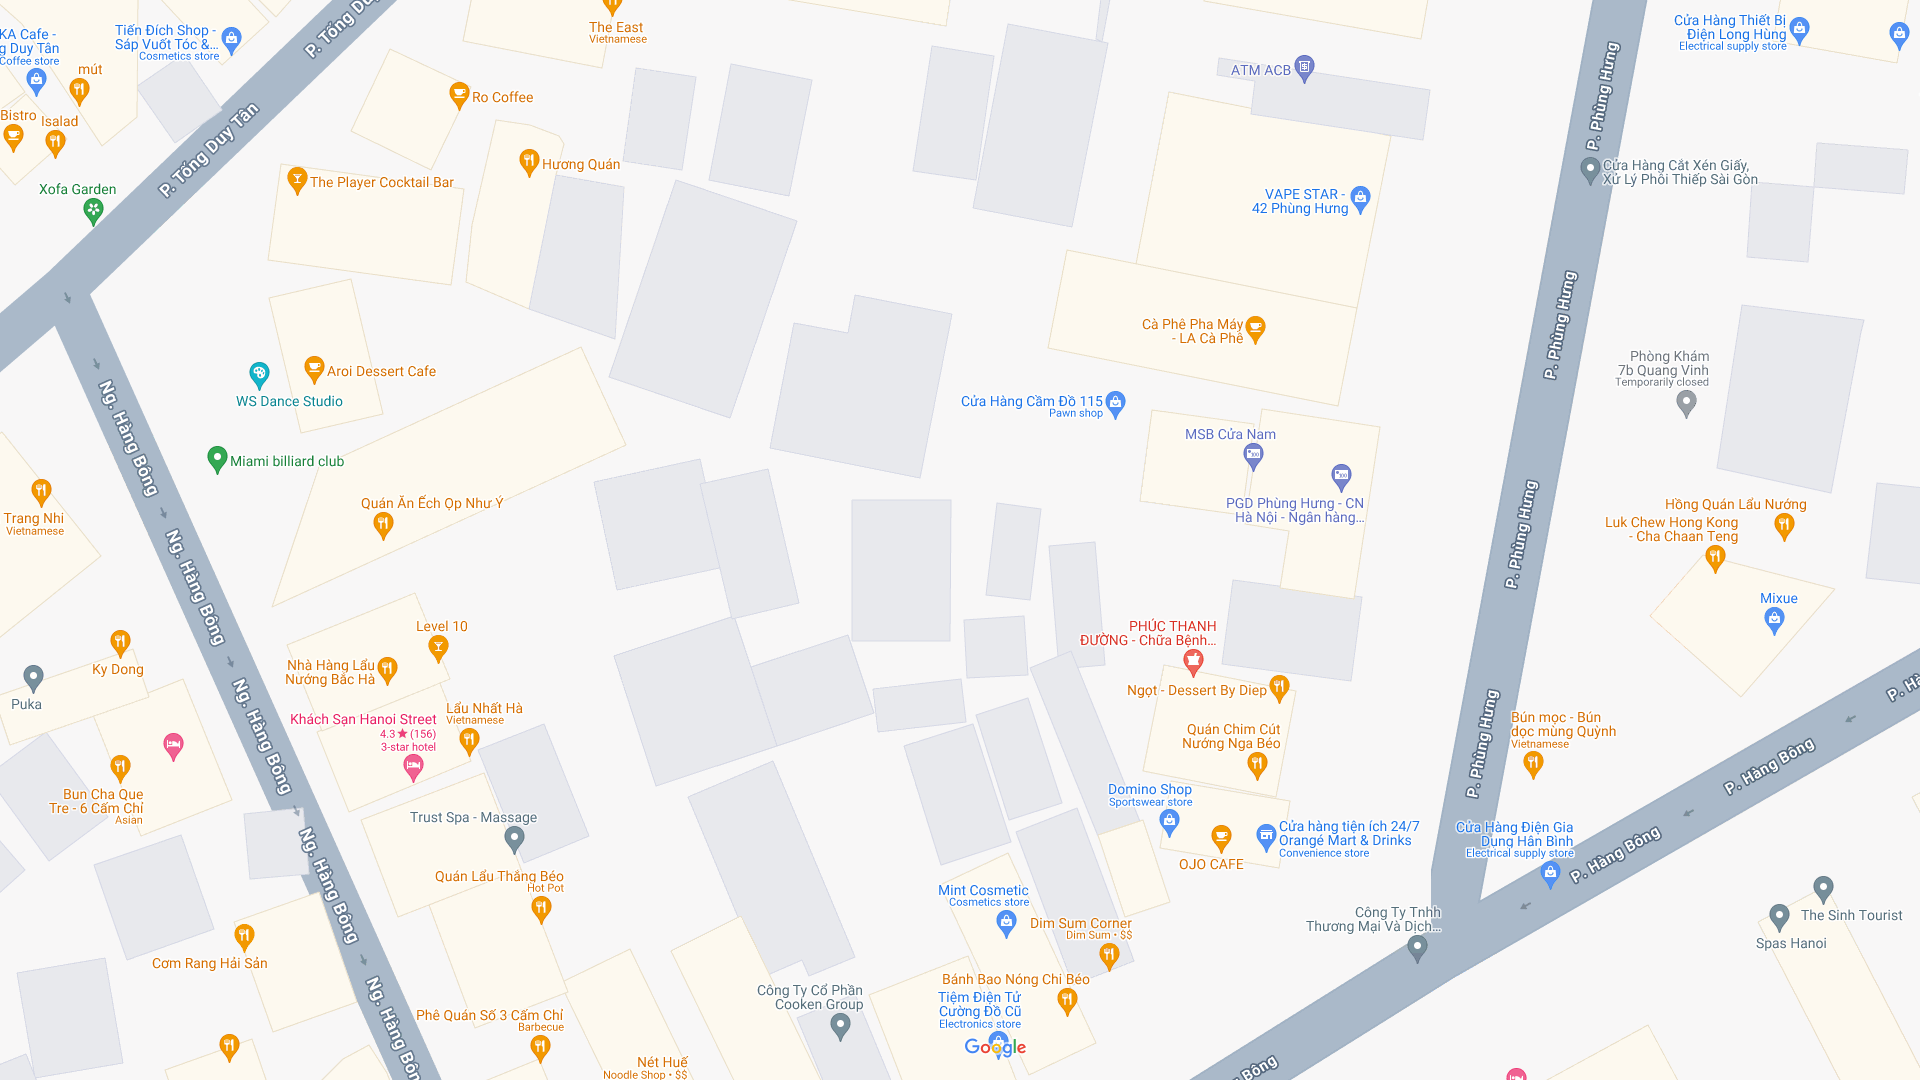 KA Cafe -
g Duy Tân
Coffee store
Tiến Đích Shop -
Sáp Vuốt Tóc &...
Cosmetics store
mút
Bistro
Isalad
Xofa Garden
P. Tống Duy Tân
P. Tống Duy
The East
Vietnamese
Ro Coffee
Hương Quán
The Player Cocktail Bar
ATM ACB
VAPE STAR -
42 Phùng Hưng
P. Phùng Hưng
Cửa Hàng Thiết Bị
Điện Long Hùng
Electrical supply store
Cửa Hàng Cắt Xén Giấy,
Xử Lý Phôi Thiếp Sài Gòn
Cà Phê Pha Máy
- LA Cà Phê
P. Phùng Hưng
Phòng Khám
7b Quang Vinh
Temporarily closed
Aroi Dessert Cafe
WS Dance Studio
Ng. Hàng Bông
Miami billiard club
Cửa Hàng Cầm Đồ 115
Pawn shop
MSB Cửa Nam
PGD Phùng Hưng - CN
Hà Nội - Ngân hàng...
Quán Ăn Ếch Ọp Như Ý
Trang Nhi
Vietnamese
P. Phùng Hưng
Hồng Quán Lẩu Nướng
Luk Chew Hong Kong
- Cha Chaan Teng
Mixue
Ng. Hàng Bông
Level 10
Nhà Hàng Lẩu
Nướng Bắc Hà
Ky Dong
Puka
PHÚC THANH
ĐƯỜNG - Chữa Bệnh...
Ngọt - Dessert By Diep
Quán Chim Cút
Nướng Nga Béo
Khách Sạn Hanoi Street
4.3★(156)
3-star hotel
Lẩu Nhất Hà
Vietnamese
Ng. Hàng Bông
P. Phùng Hưng
Bún mọc - Bún
dọc mùng Quỳnh
Vietnamese
P. Hàng Bông
P. Hà
Bun Cha Que
Tre - 6 Cấm Chỉ
Asian
Trust Spa - Massage
Domino Shop
Sportswear store
OJO CAFE
Cửa hàng tiện ích 24/7
Orangé Mart & Drinks
Convenience store
Cửa Hàng Điện Gia
Dụng Hân Bình
Electrical supply store
P. Hàng Bông
Ng. Hàng Bông
Quán Lẩu Thắng Béo
Hot Pot
Mint Cosmetic
Cosmetics store
Dim Sum Corner
Dim Sum • $$
Công Ty Tnhh
Thương Mại Và Dịch...
The Sinh Tourist
Spas Hanoi
Cơm Rang Hải Sản
Công Ty Cổ Phần
Cooken Group
Bánh Bao Nóng Chi Béo
Tiệm Điện Tử
Cường Đồ Cũ
Electronics store
Phê Quán Số 3 Cấm Chỉ
Barbecue
Ng. Hàng Bông
Nét Huế
Noodle Shop • $$
Google
Bông